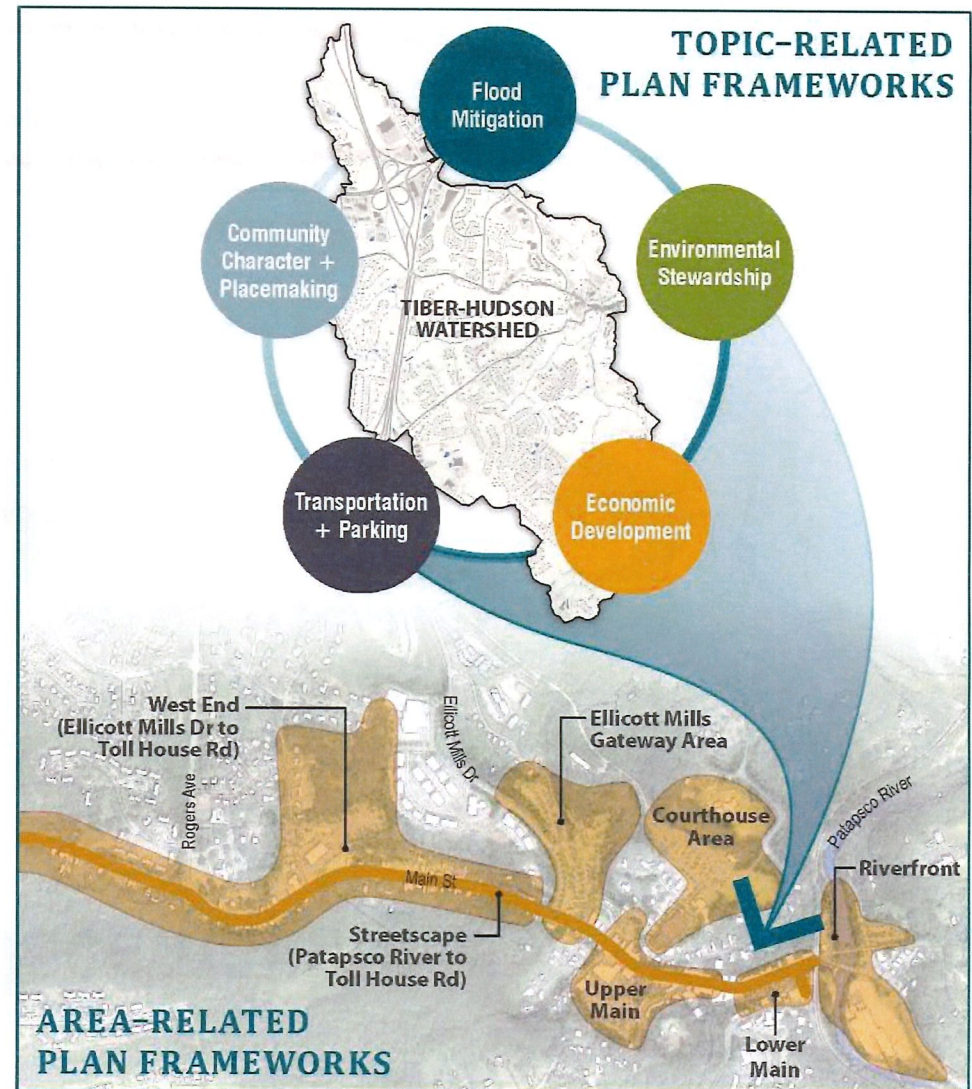 TOPIC–RELATED
PLAN FRAMEWORKS
Flood
Mitigation
Community
Character +
Placemaking
Environmental
Stewardship
TIBER-HUDSON
WATERSHED
Transportation
+ Parking
Economic
Development
West End
(Ellicott Mills Dr to
Toll House Rd)
Rogers Ave
Ellicott Mills Dr
Ellicott Mills
Gateway Area
Courthouse
Area
Patapsco River
Riverfront
Main St
Streetscape
(Patapsco River to
Toll House Rd)
Upper
Main
Lower
Main
AREA–RELATED
PLAN FRAMEWORKS